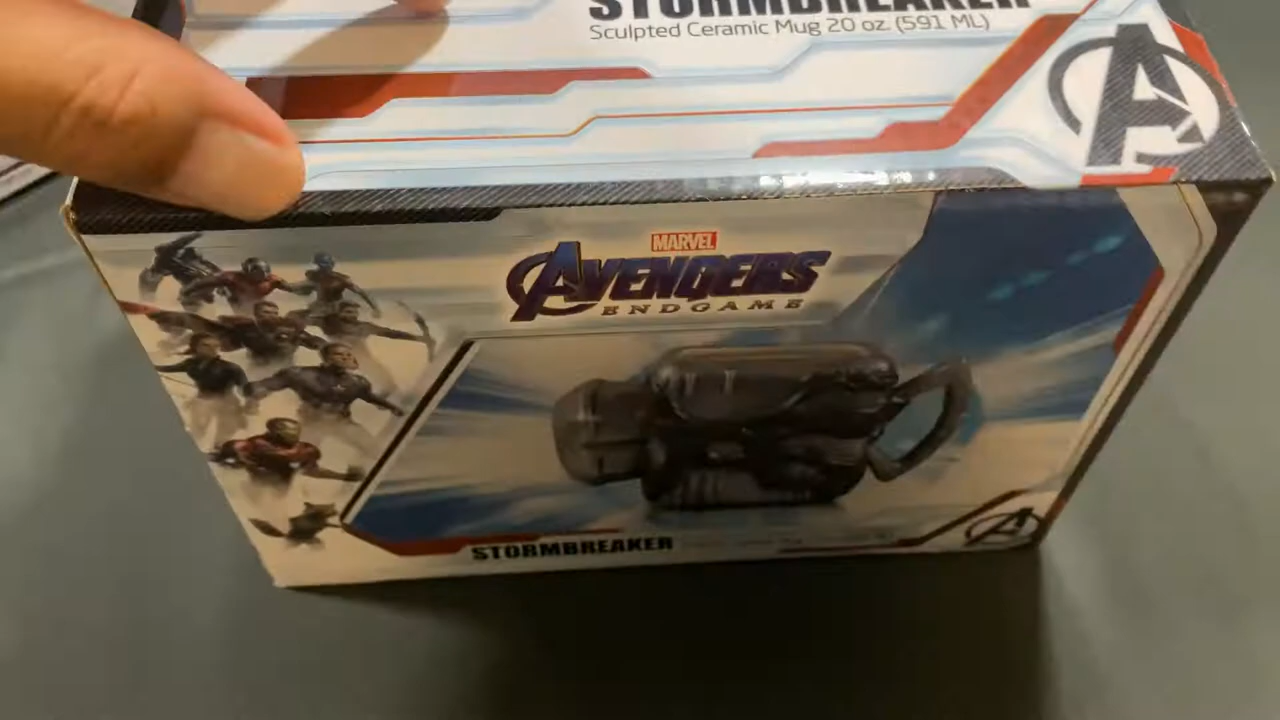 STORMBREAKER
Sculpted Ceramic Mug 20 oz. (591 ML)
MARVEL
AVENGERS
ENDGAME
STORMBREAKER